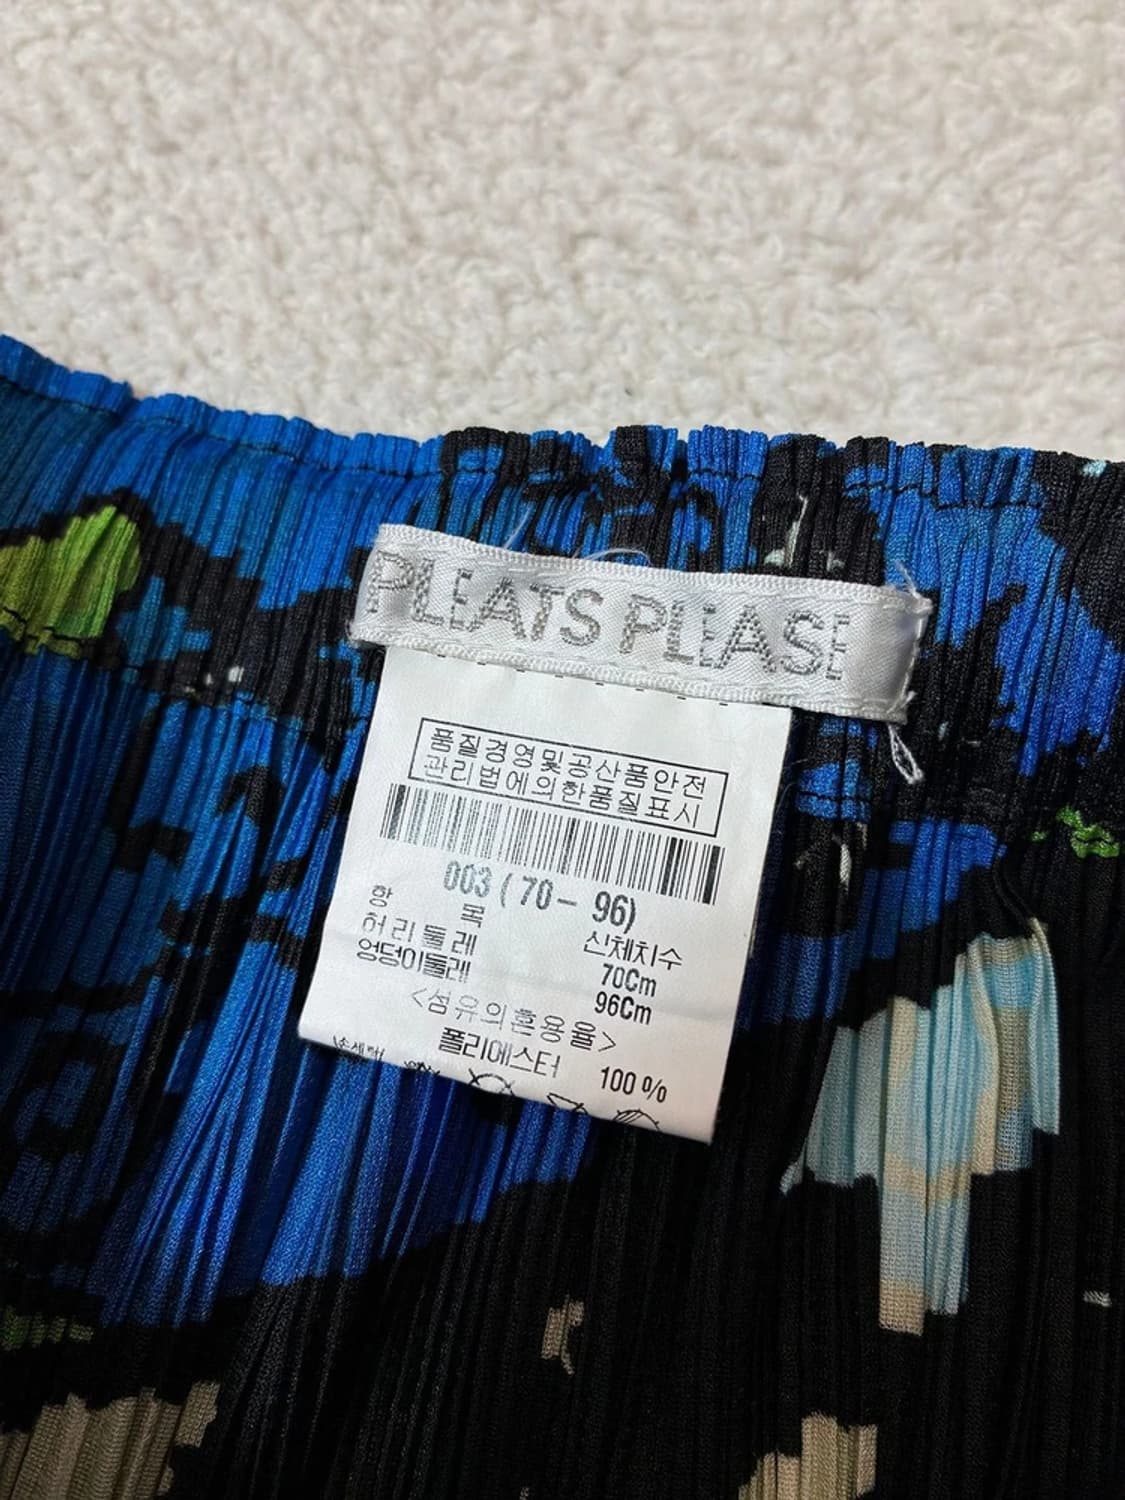 PLEATS PLEASE
품질경영및공산품안전
관리법에의한품질표시
003 ( 70 - 96)
항 목 신체치수
허리둘레 70Cm
엉덩이둘레 96Cm
<섬유의혼용율>
폴리에스터 100%